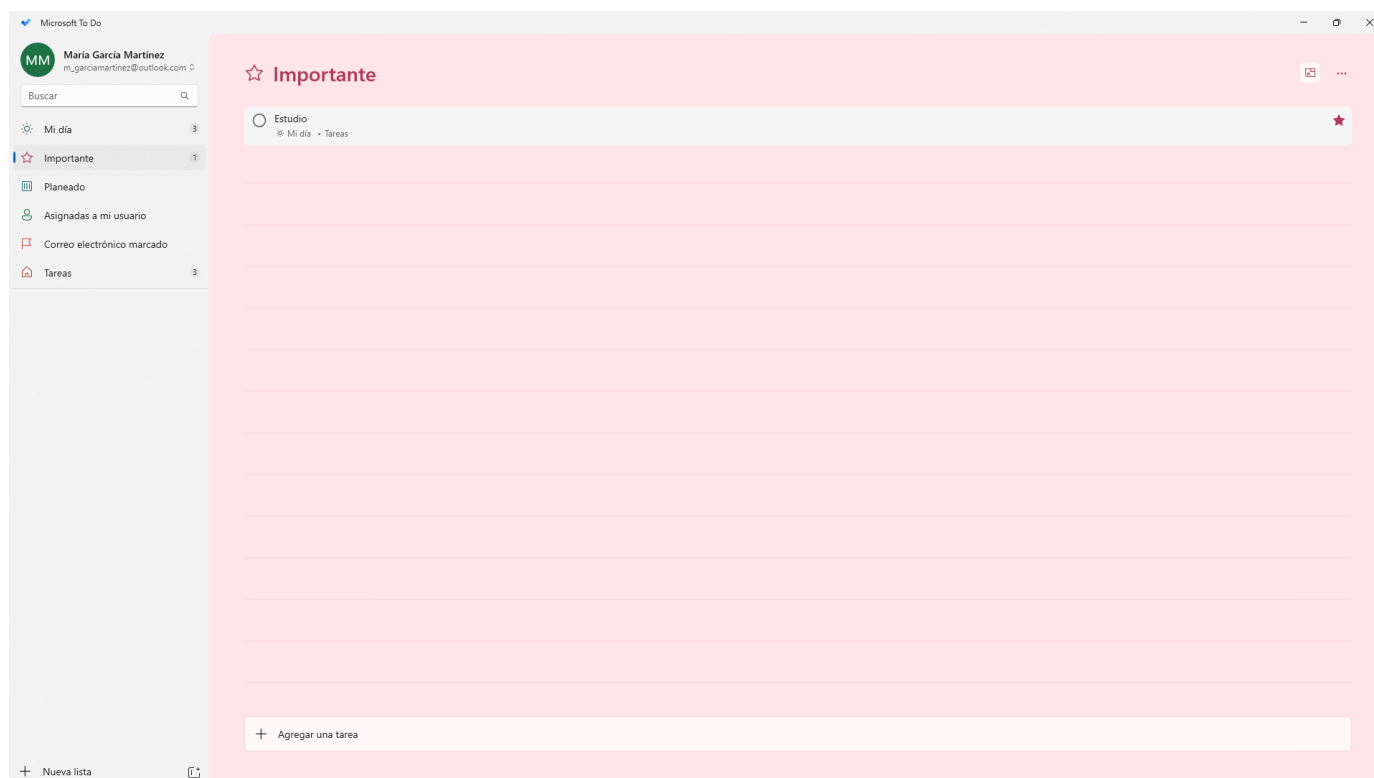 Microsoft To Do
MM
María García Martínez
m_garciamartinez@outlook.com
Buscar
Mi día 3
Importante 1
Planeado
Asignadas a mi usuario
Correo electrónico marcado
Tareas 3
Nueva lista
Importante
Estudio
Mi día • Tareas
Agregar una tarea